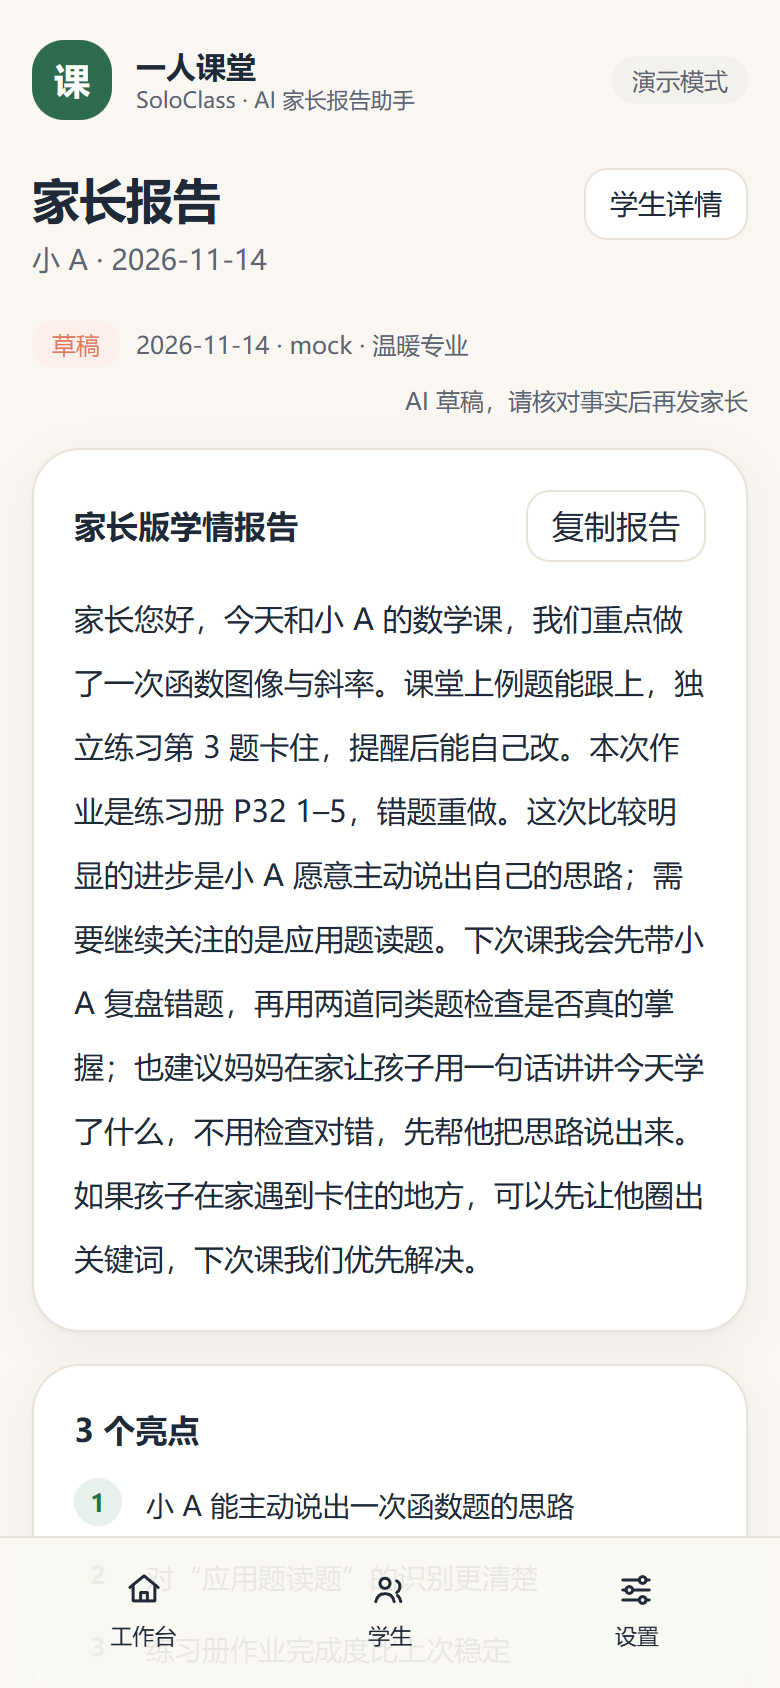 课
一人课堂
SoloClass · AI 家长报告助手
演示模式
家长报告
学生详情
小 A · 2026-11-14
草稿
2026-11-14 · mock · 温暖专业
AI 草稿，请核对事实后再发家长
家长版学情报告
复制报告
家长您好，今天和小 A 的数学课，我们重点做
了一次函数图像与斜率。课堂上例题能跟上，独
立练习第 3 题卡住，提醒后能自己改。本次作
业是练习册 P32 1–5，错题重做。这次比较明
显的进步是小 A 愿意主动说出自己的思路；需
要继续关注的是应用题读题。下次课我会先带小
A 复盘错题，再用两道同类题检查是否真的掌
握；也建议妈妈在家让孩子用一句话讲讲今天学
了什么，不用检查对错，先帮他把思路说出来。
如果孩子在家遇到卡住的地方，可以先让他圈出
关键词，下次课我们优先解决。
3 个亮点
1 小 A 能主动说出一次函数题的思路
2 对“应用题读题”的识别更清楚
3 练习册作业完成度比上次稳定
工作台
学生
设置